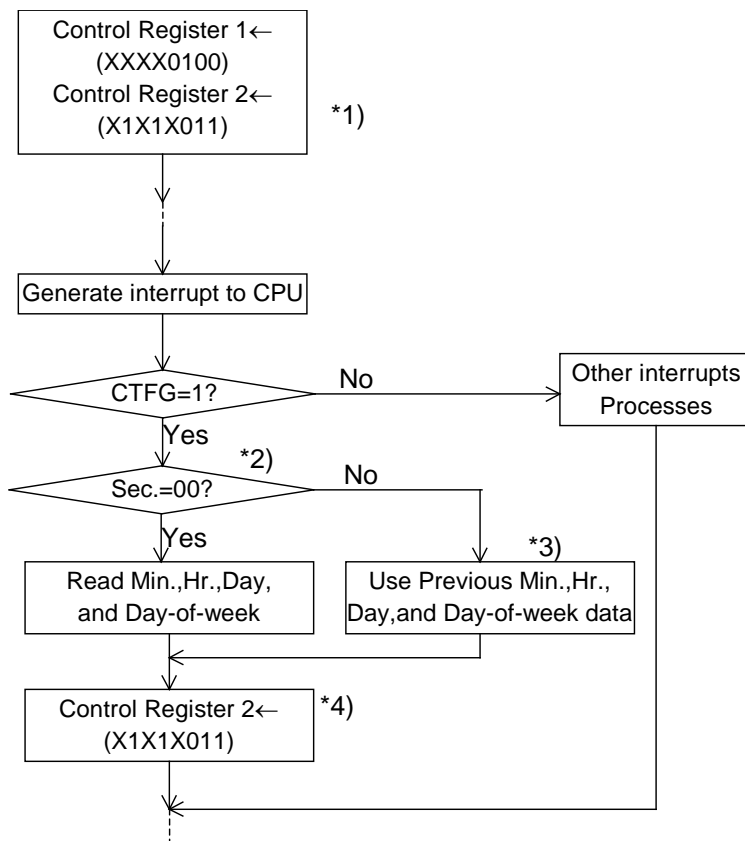 Control Register 1←
(XXXX0100)
Control Register 2←
(X1X1X011)
*1)
Generate interrupt to CPU
CTFG=1?
No
Other interrupts
Processes
Yes
*2)
Sec.=00?
No
Yes
*3)
Read Min.,Hr.,Day,
and Day-of-week
Use Previous Min.,Hr.,
Day,and Day-of-week data
Control Register 2←
(X1X1X011)
*4)